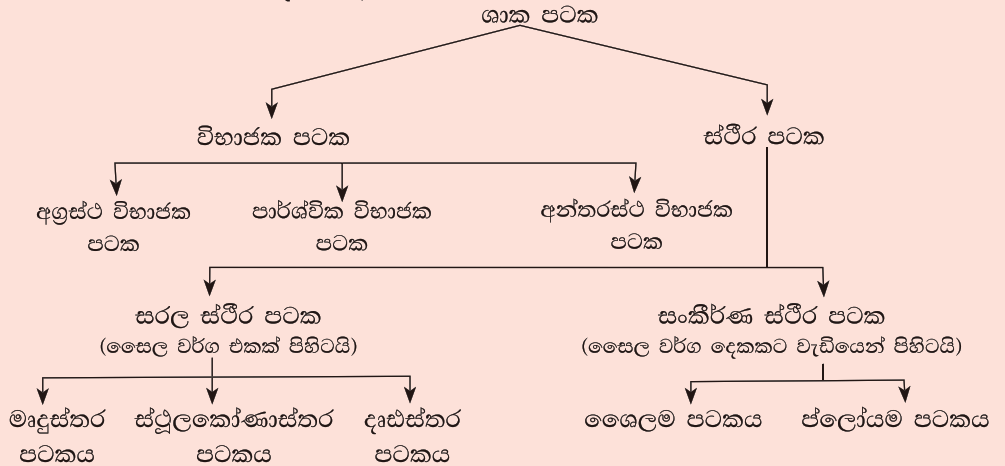 ශාක පටක
විභාජක පටක
ස්ථීර පටක
අග්‍රස්ථ විභාජක
පටක
පාර්ශ්වික විභාජක
පටක
අන්තරස්ථ විභාජක
පටක
සරල ස්ථීර පටක
(සෛල වර්ග එකක් පිහිටයි)
සංකීර්ණ ස්ථීර පටක
(සෛල වර්ග දෙකකට වැඩියෙන් පිහිටයි)
මෘදුස්තර
පටකය
ස්ථූලකෝණාස්තර
පටකය
දෘඪස්තර
පටකය
ශෛලම පටකය
ප්ලෝයම පටකය